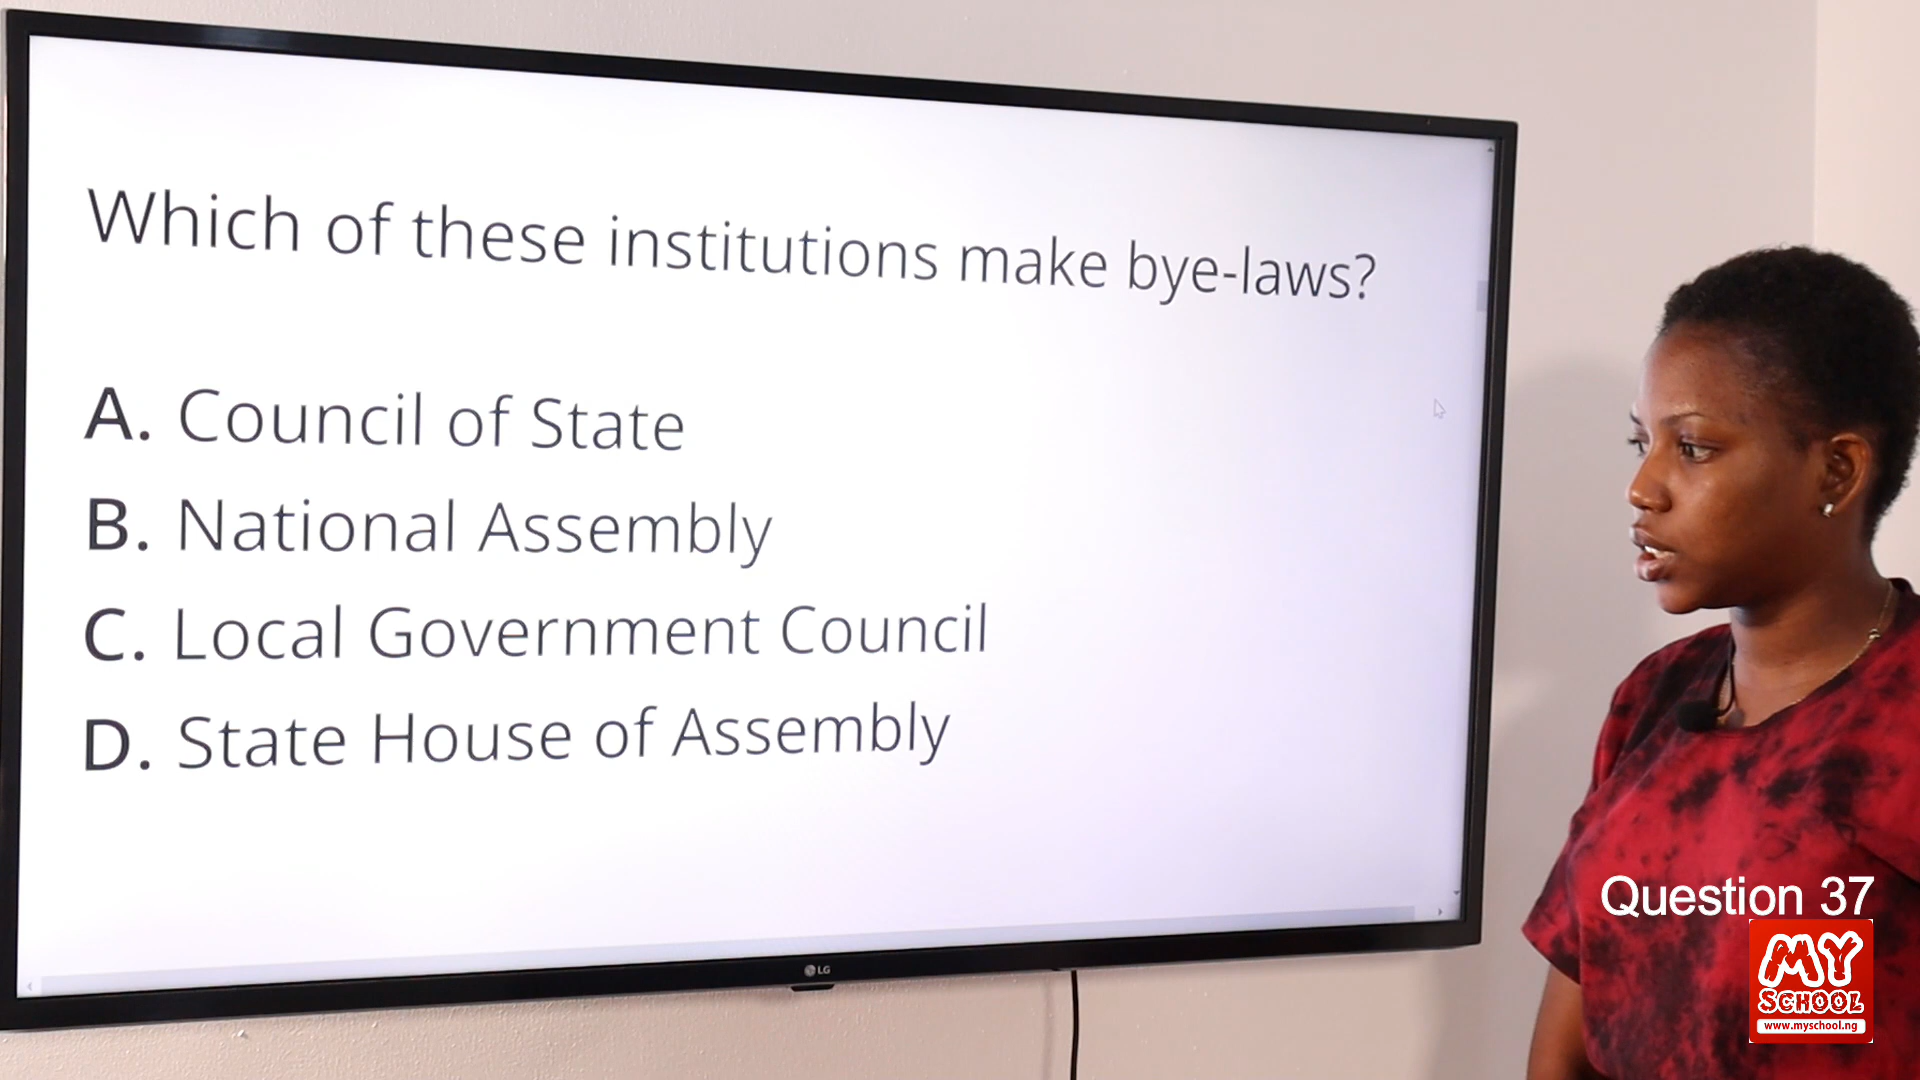 Which of these institutions make bye-laws?
A. Council of State
B. National Assembly
C. Local Government Council
D. State House of Assembly
LG
Question 37
MY
SCHOOL
www.myschool.ng